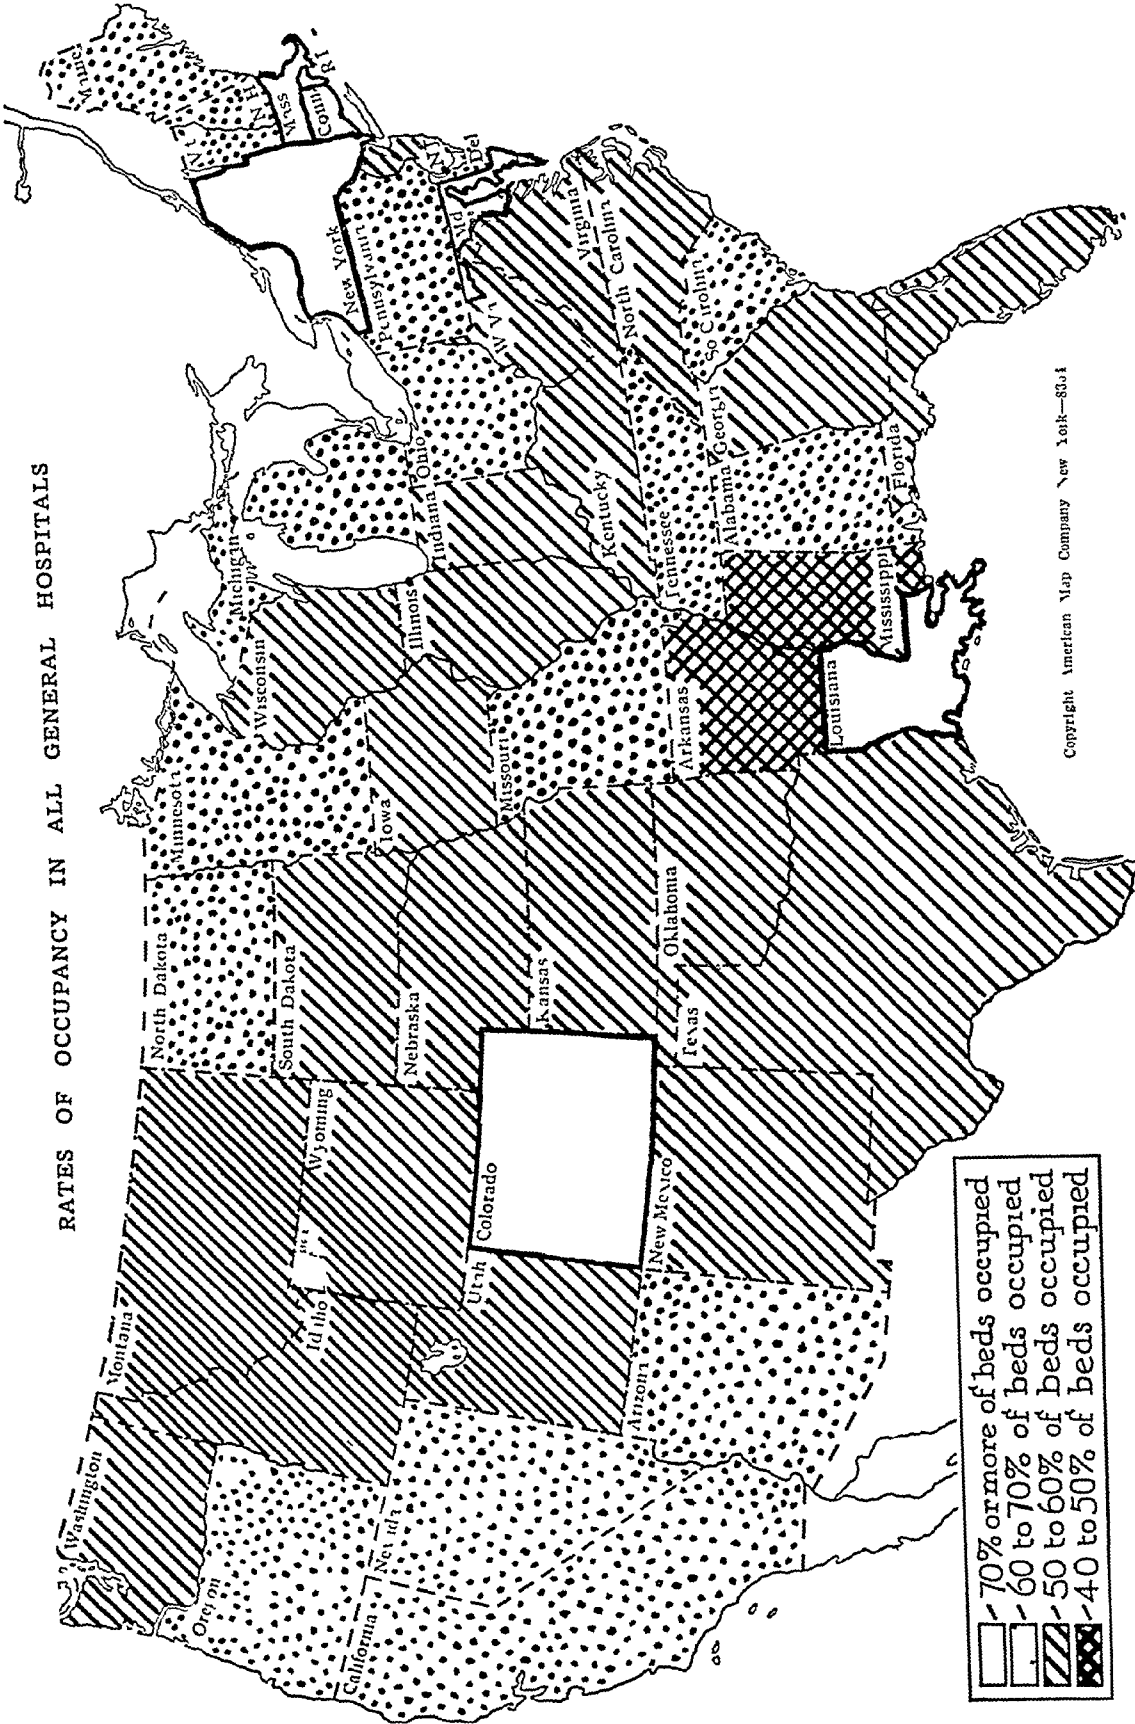 RATES OF OCCUPANCY IN ALL GENERAL HOSPITALS
Washington
Montana
North Dakota
Minnesota
Oregon
Wyoming
South Dakota
Wisconsin
Michigan
New York
N H
Mass
Conn
R I
California
Utah
Colorado
Nebraska
Iowa
Illinois
Indiana
Ohio
Pennsylvania
Md
Del
W Va
Virginia
Kansas
Missouri
Kentucky
North
Carolina
Arizona
New Mexico
Texas
Oklahoma
Arkansas
Tennessee
So Carolina
Louisiana
Mississippi
Alabama
Georgia
Florida
70% or more of beds occupied
60 to 70% of beds occupied
50 to 60% of beds occupied
40 to 50% of beds occupied
Copyright American Map Company New York—